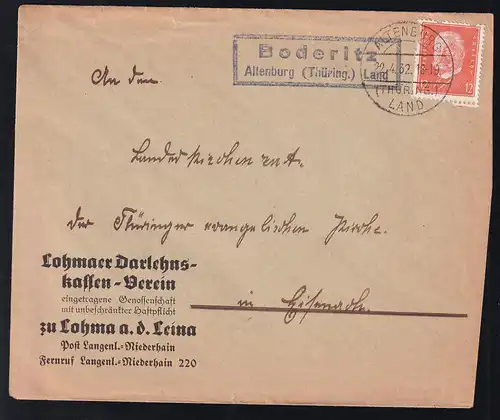 Boderitz
Altenburg (Thüring.) Land
ALTENBURG
22.4.32.18-19
(THÜRING.)
LAND
12
An den
Landeskirchenrat
der Thüringer evangelischen Kirche
in Eisenach.
Lohmaer Darlehns-
kassen-Verein
eingetragene Genossenschaft
mit unbeschränkter Haftpflicht
zu Lohma a. d. Leina
Post Langenl.-Niederhain
Fernruf Langenl.-Niederhain 220